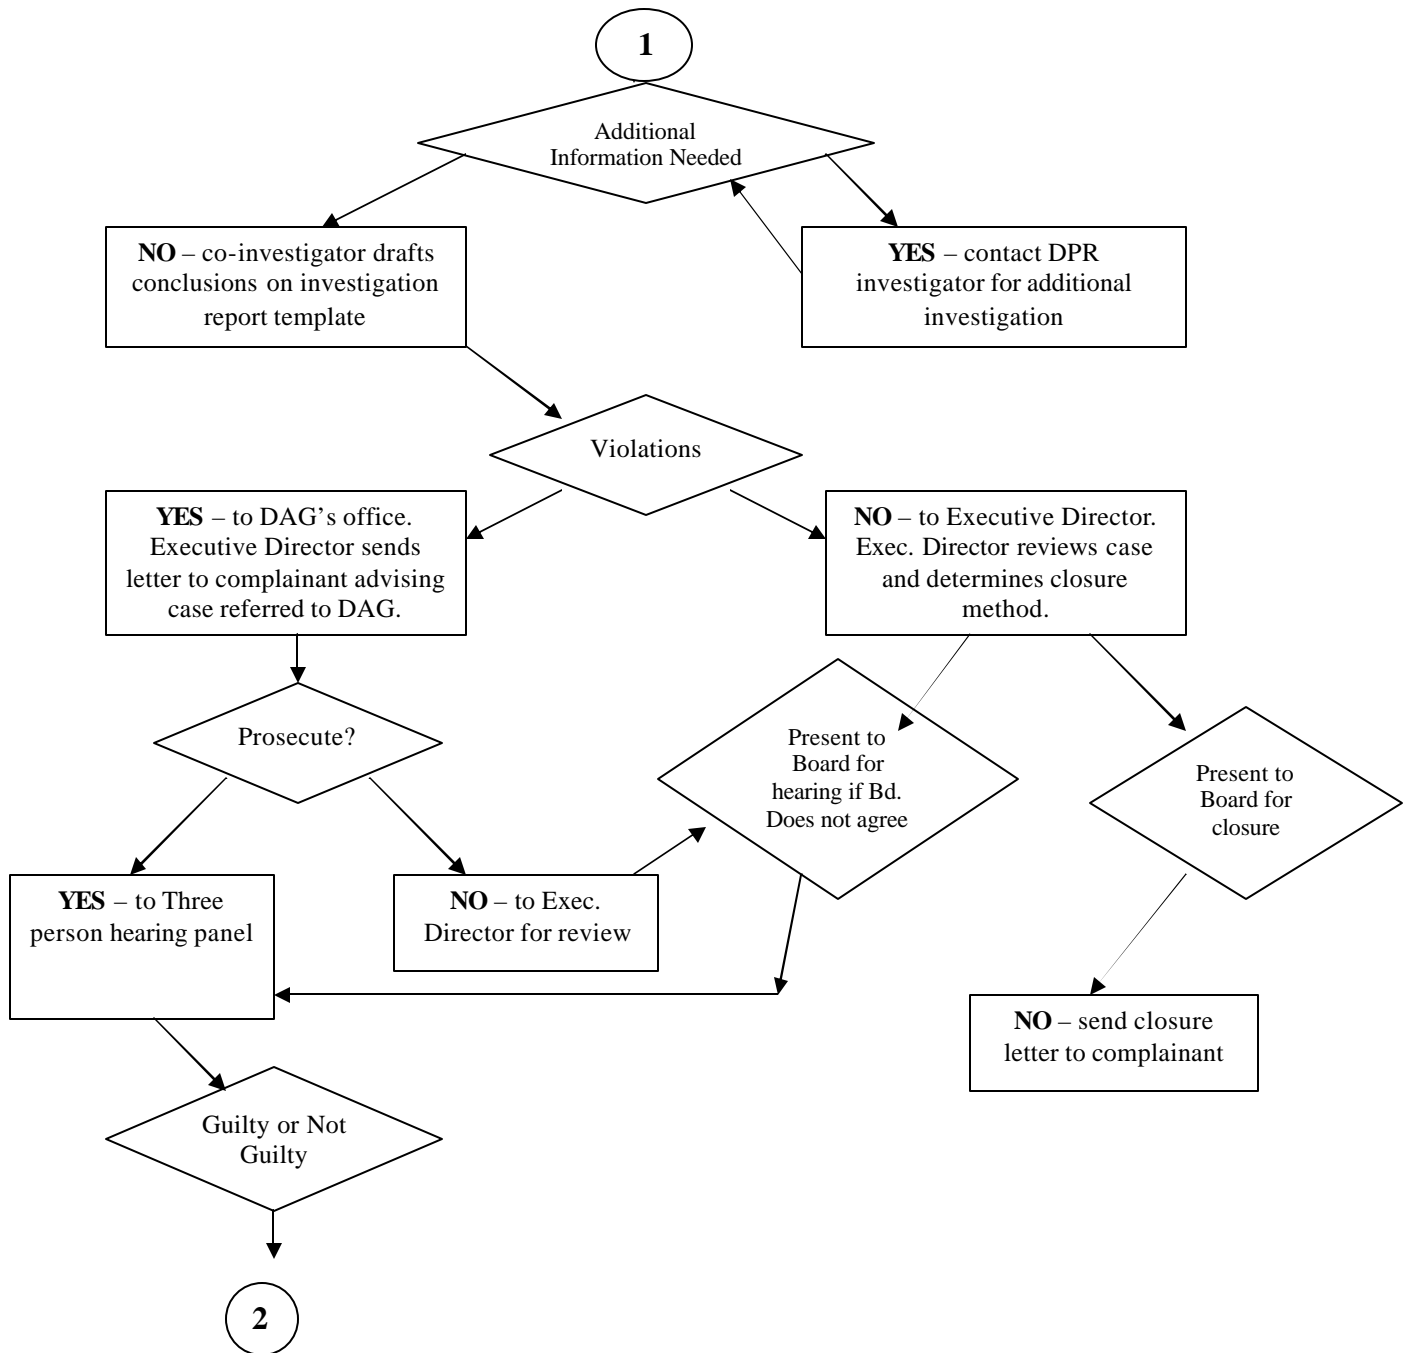 1
Additional
Information Needed
NO – co-investigator drafts
conclusions on investigation
report template
YES – contact DPR
investigator for additional
investigation
Violations
YES – to DAG’s office.
Executive Director sends
letter to complainant advising
case referred to DAG.
NO – to Executive Director.
Exec. Director reviews case
and determines closure
method.
Prosecute?
Present to
Board for
hearing if Bd.
Does not agree
Present to
Board for
closure
YES – to Three
person hearing panel
NO – to Exec.
Director for review
NO – send closure
letter to complainant
Guilty or Not
Guilty
2